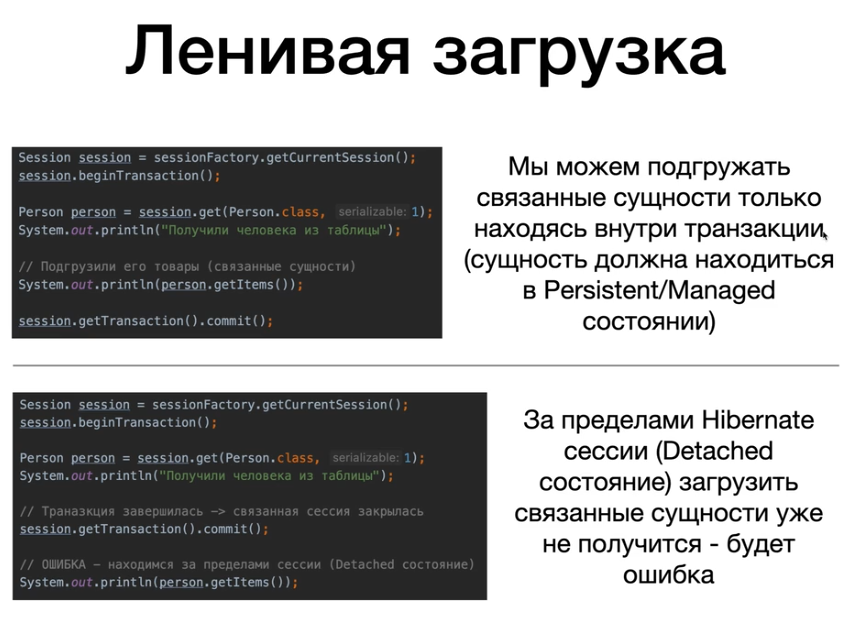 Ленивая загрузка
Session session = sessionFactory.getCurrentSession();
session.beginTransaction();
Person person = session.get(Person.class, serializable: 1);
System.out.println("Получили человека из таблицы");
// Подгрузили его товары (связанные сущности)
System.out.println(person.getItems());
session.getTransaction().commit();
Мы можем подгружать
связанные сущности только
находясь внутри транзакции
(сущность должна находиться
в Persistent/Managed
состоянии)
Session session = sessionFactory.getCurrentSession();
session.beginTransaction();
Person person = session.get(Person.class, serializable: 1);
System.out.println("Получили человека из таблицы");
// Траназкция завершилась -> связанная сессия закрылась
session.getTransaction().commit();
// ОШИБКА - находимся за пределами сессии (Detached состояние)
System.out.println(person.getItems());
За пределами Hibernate
сессии (Detached
состояние) загрузить
связанные сущности уже
не получится - будет
ошибка